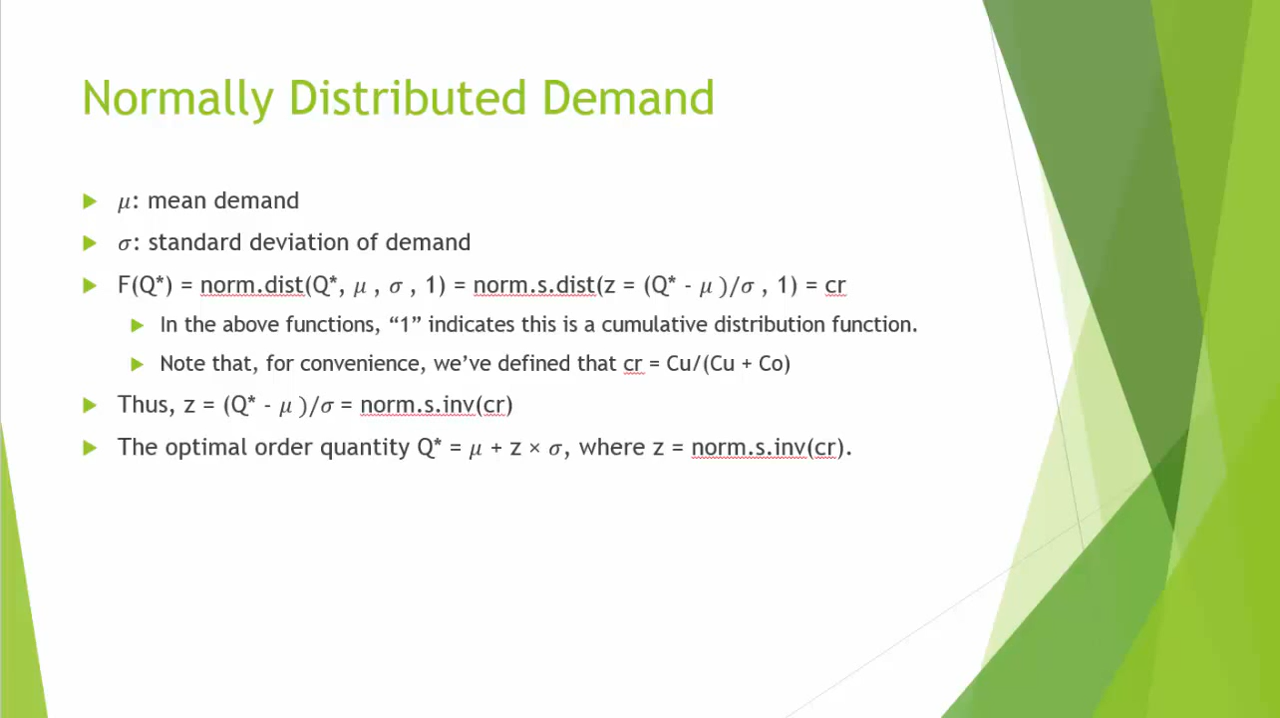 Normally Distributed Demand
𝜇: mean demand
𝜎: standard deviation of demand
F(Q*) = norm.dist(Q*, 𝜇 , 𝜎 , 1) = norm.s.dist(z = (Q* - 𝜇 )/𝜎 , 1) = cr
In the above functions, “1” indicates this is a cumulative distribution function.
Note that, for convenience, we’ve defined that cr = Cu/(Cu + Co)
Thus, z = (Q* - 𝜇 )/𝜎 = norm.s.inv(cr)
The optimal order quantity Q* = 𝜇 + z × 𝜎, where z = norm.s.inv(cr).